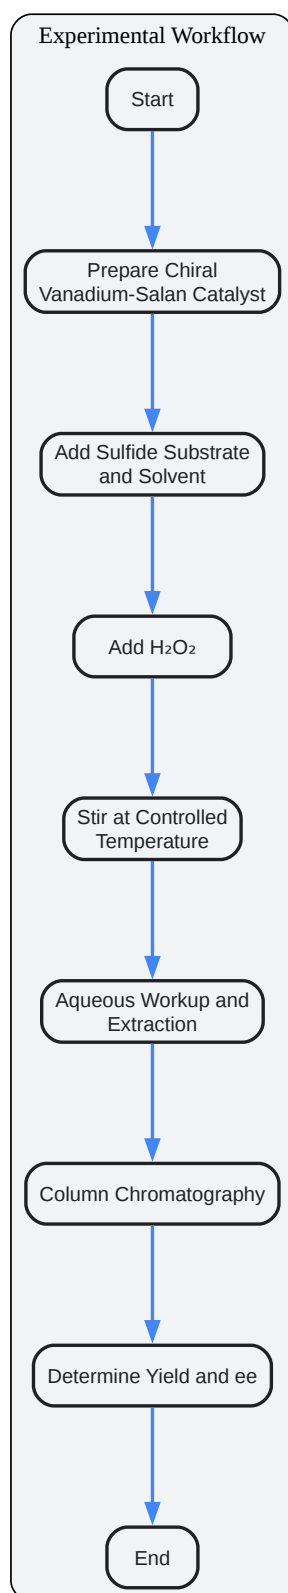 Experimental Workflow
Start
Prepare Chiral
Vanadium-Salan Catalyst
Add Sulfide Substrate
and Solvent
Add H₂O₂
Stir at Controlled
Temperature
Aqueous Workup and
Extraction
Column Chromatography
Determine Yield and ee
End